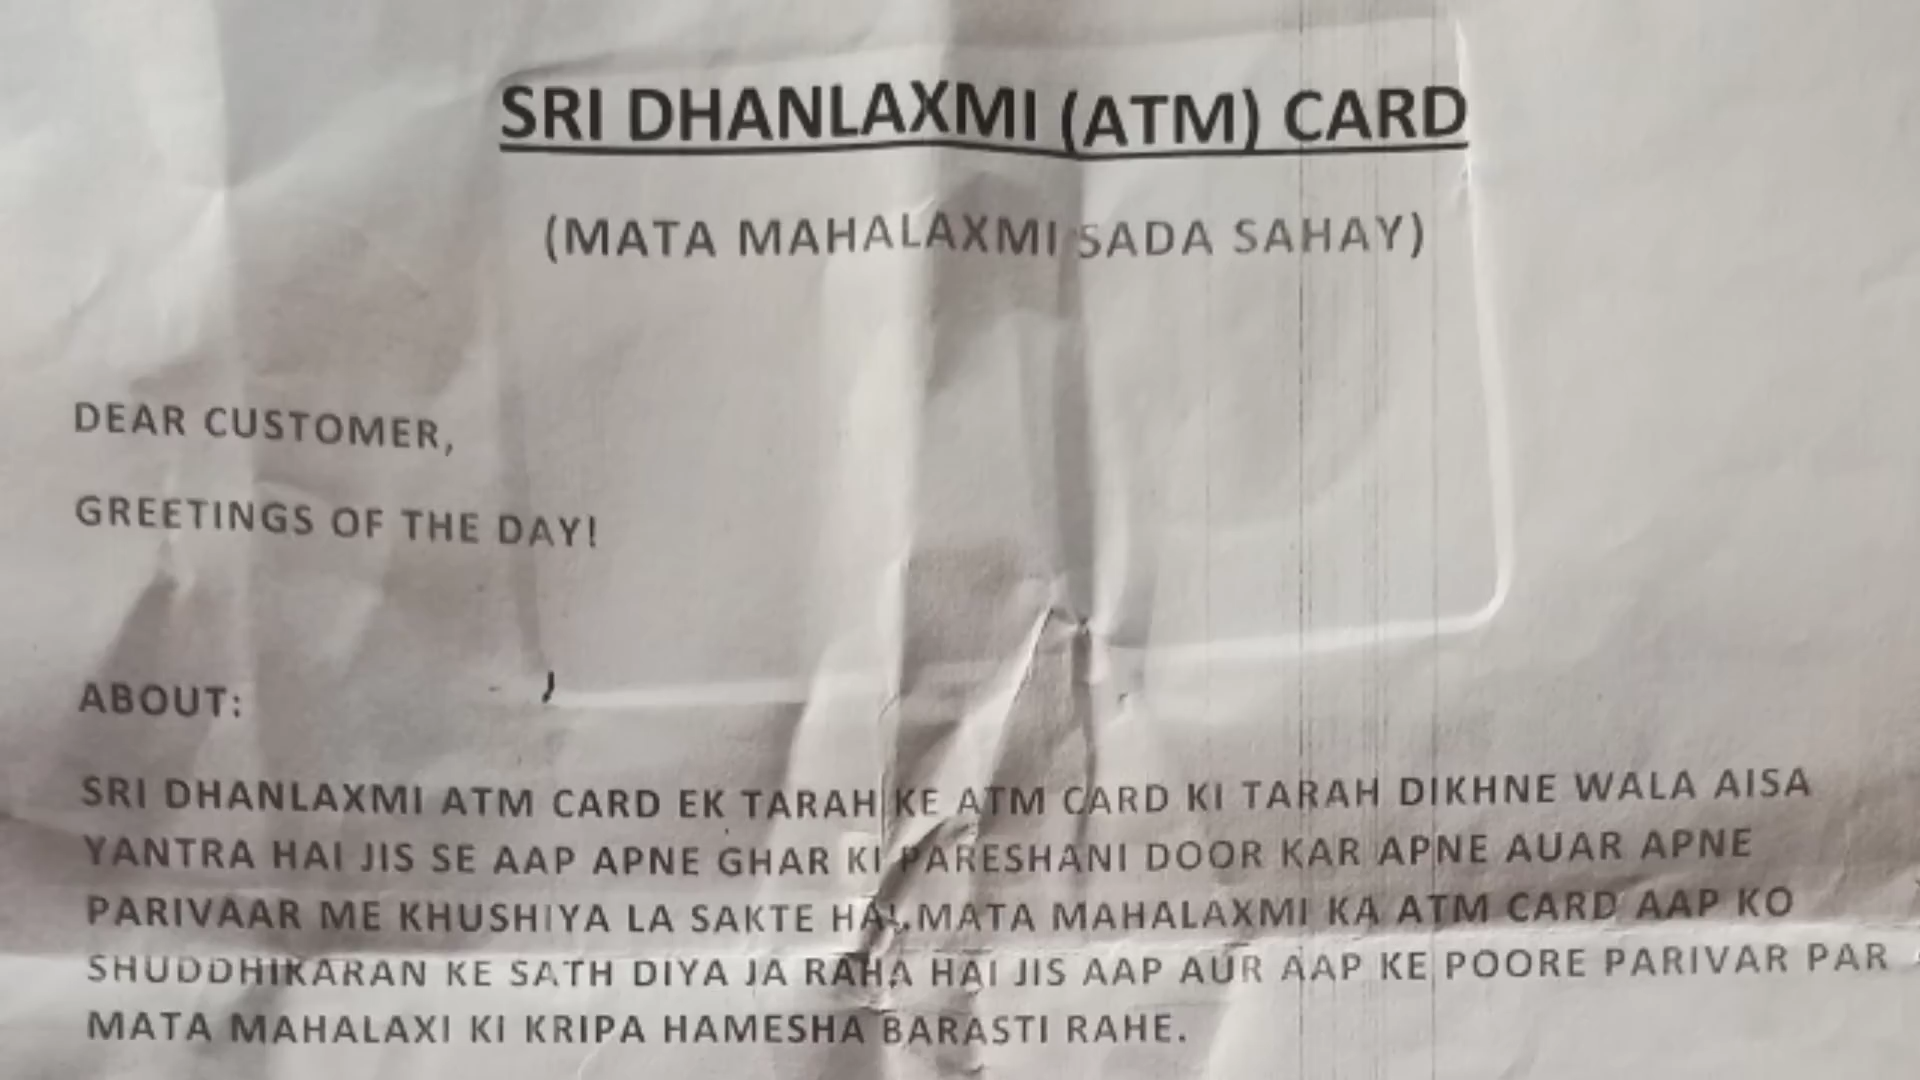 SRI DHANLAXMI (ATM) CARD
(MATA MAHALAXMI SADA SAHAY)
DEAR CUSTOMER,
GREETINGS OF THE DAY!
ABOUT:
SRI DHANLAXMI ATM CARD EK TARAH KE ATM CARD KI TARAH DIKHNE WALA AISA
YANTRA HAI JIS SE AAP APNE GHAR KI PARESHANI DOOR KAR APNE AUAR APNE
PARIVAAR ME KHUSHIYA LA SAKTE HAI, MATA MAHALAXMI KA ATM CARD AAP KO
SHUDDHIKARAN KE SATH DIYA JA RAHA HAI JIS AAP AUR AAP KE POORE PARIVAR PAR
MATA MAHALAXI KI KRIPA HAMESHA BARASTI RAHE.